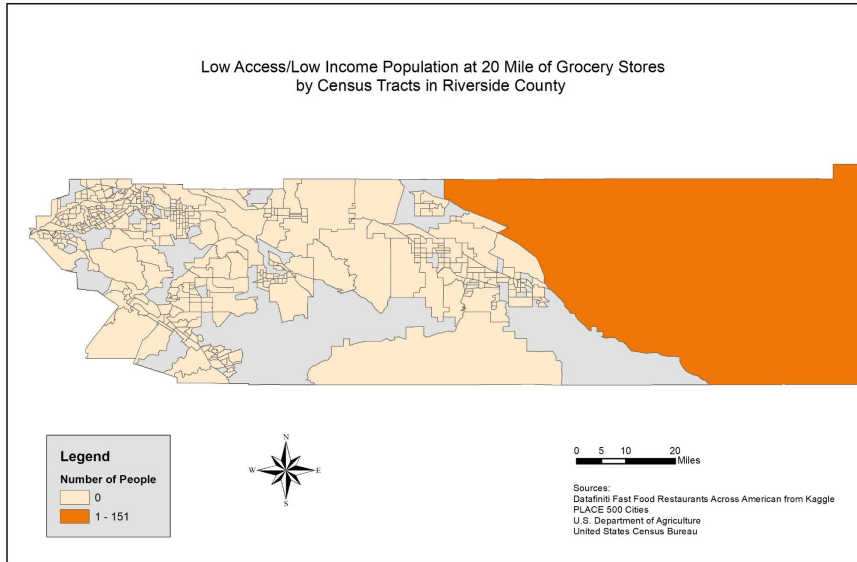 Low Access/Low Income Population at 20 Mile of Grocery Stores
by Census Tracts in Riverside County
Legend
Number of People
0
1 - 151
N
W E
S
0 5 10 20
Miles
Sources:
Datafiniti Fast Food Restaurants Across American from Kaggle
PLACE 500 Cities
U.S. Department of Agriculture
United States Census Bureau